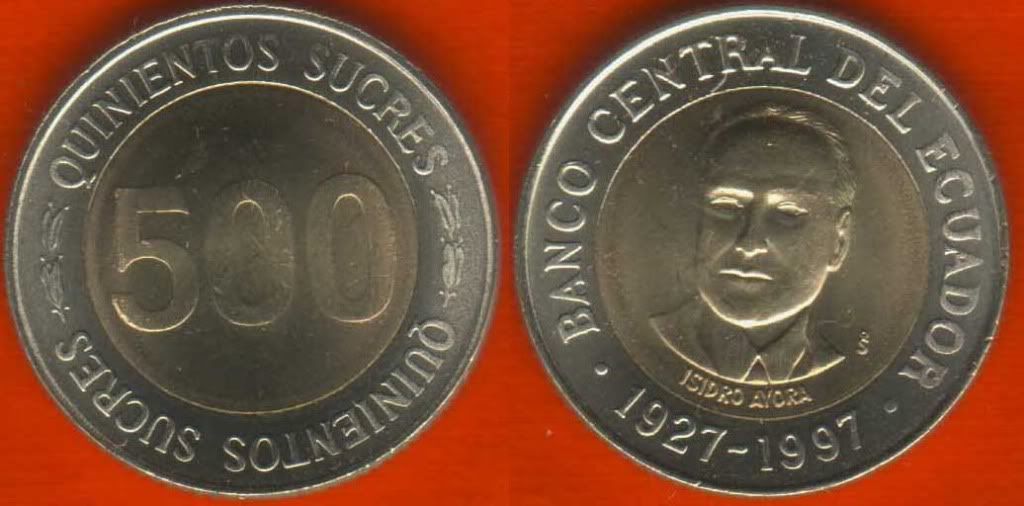 QUINIENTOS SUCRES
500
QUINIENTOS SUCRES
BANCO CENTRAL DEL ECUADOR
ISIDRO AYORA
· 1927-1997 ·